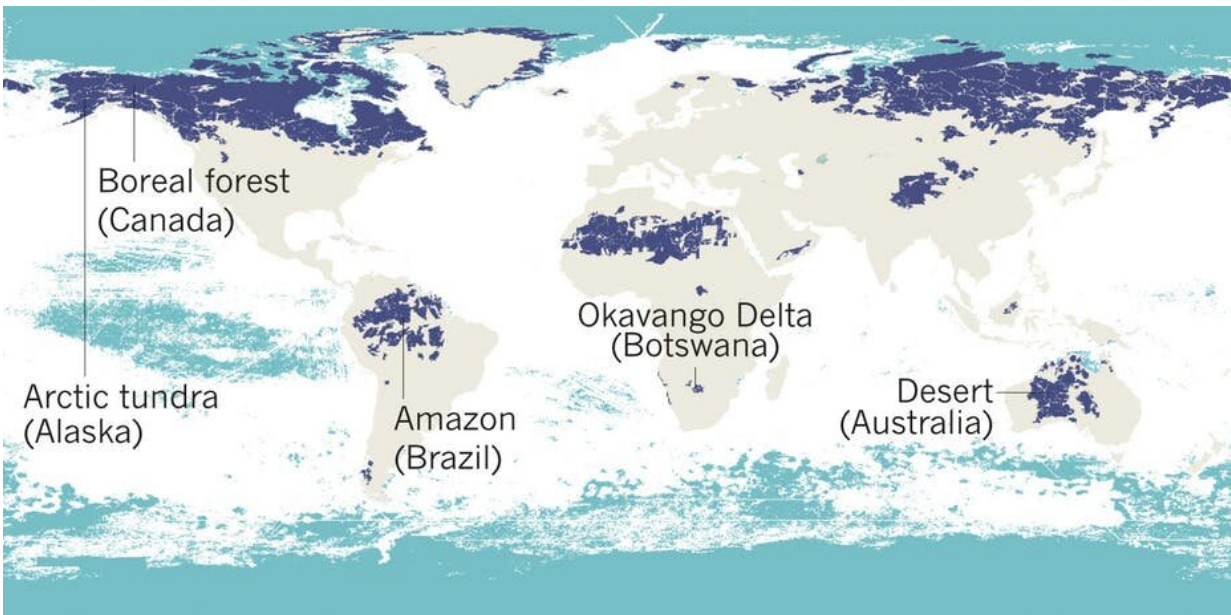 Boreal forest
(Canada)
Okavango Delta
(Botswana)
Arctic tundra
(Alaska)
Amazon
(Brazil)
Desert
(Australia)